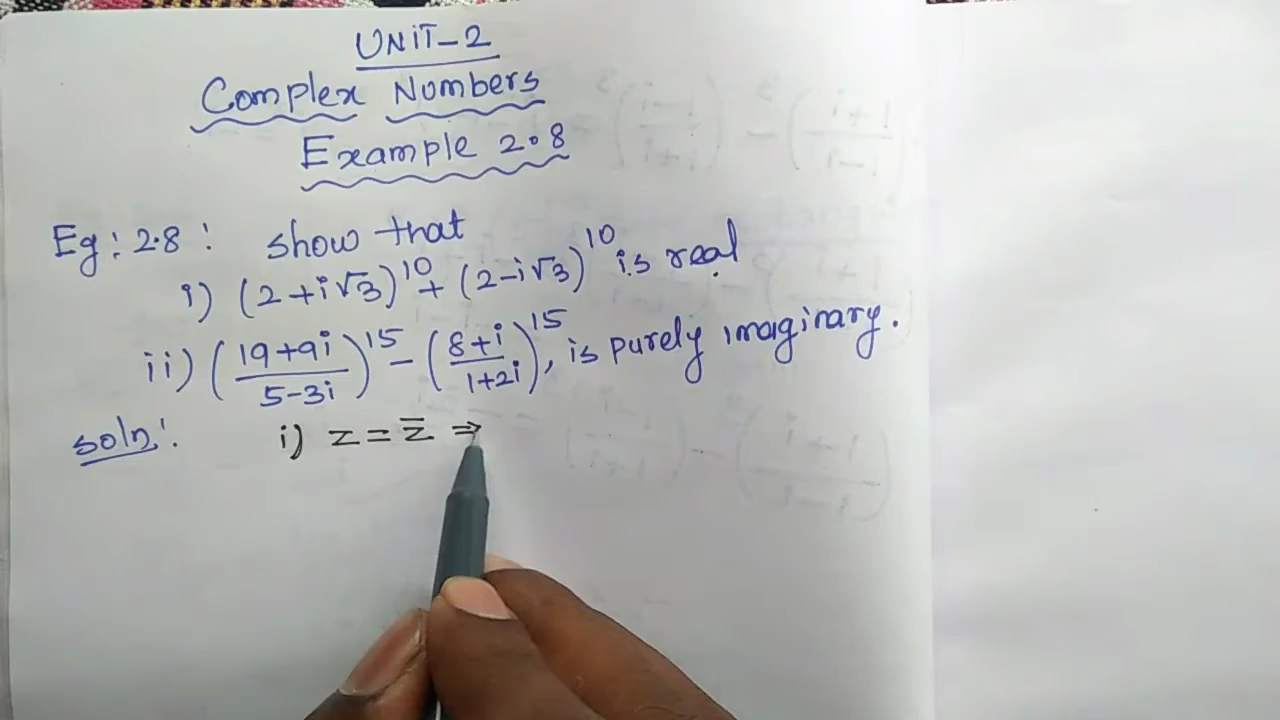 UNIT-2
Complex Numbers
Example 2.8
Eg: 2.8: show that
i) (2+i√3)^10 + (2-i√3)^10 is real
ii) ((19+9i)/(5-3i))^15 - ((8+i)/(1+2i))^15, is purely imaginary.
soln: i) z = z̄ ⇒